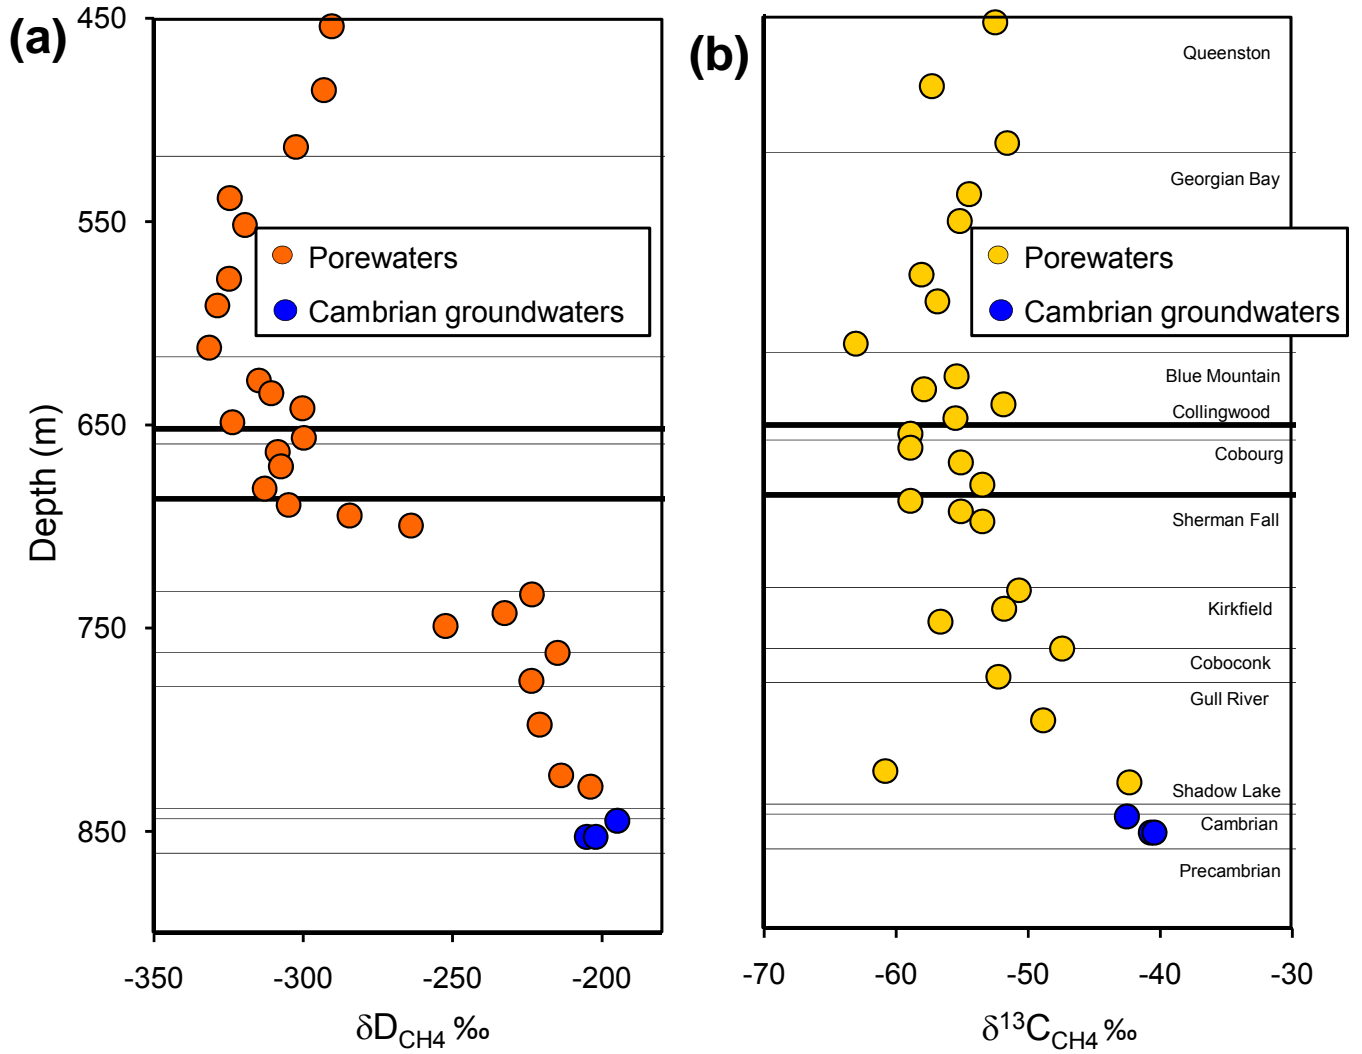 (a)
450
550
650
750
850
Depth (m)
Porewaters
Cambrian groundwaters
-350
-300
-250
-200
δD_CH4 ‰
(b)
Queenston
Georgian Bay
Porewaters
Cambrian groundwaters
Blue Mountain
Collingwood
Cobourg
Sherman Fall
Kirkfield
Coboconk
Gull River
Shadow Lake
Cambrian
Precambrian
-70
-60
-50
-40
-30
δ¹³C_CH4 ‰